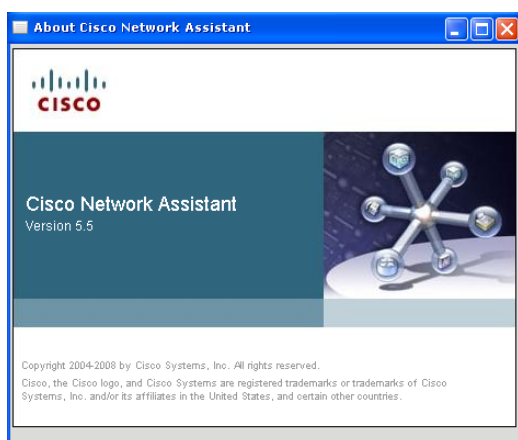 About Cisco Network Assistant
CISCO
Cisco Network Assistant
Version 5.5
Copyright 2004-2008 by Cisco Systems, Inc. All rights reserved.
Cisco, the Cisco logo, and Cisco Systems are registered trademarks or trademarks of Cisco
Systems, Inc. and/or its affiliates in the United States, and certain other countries.